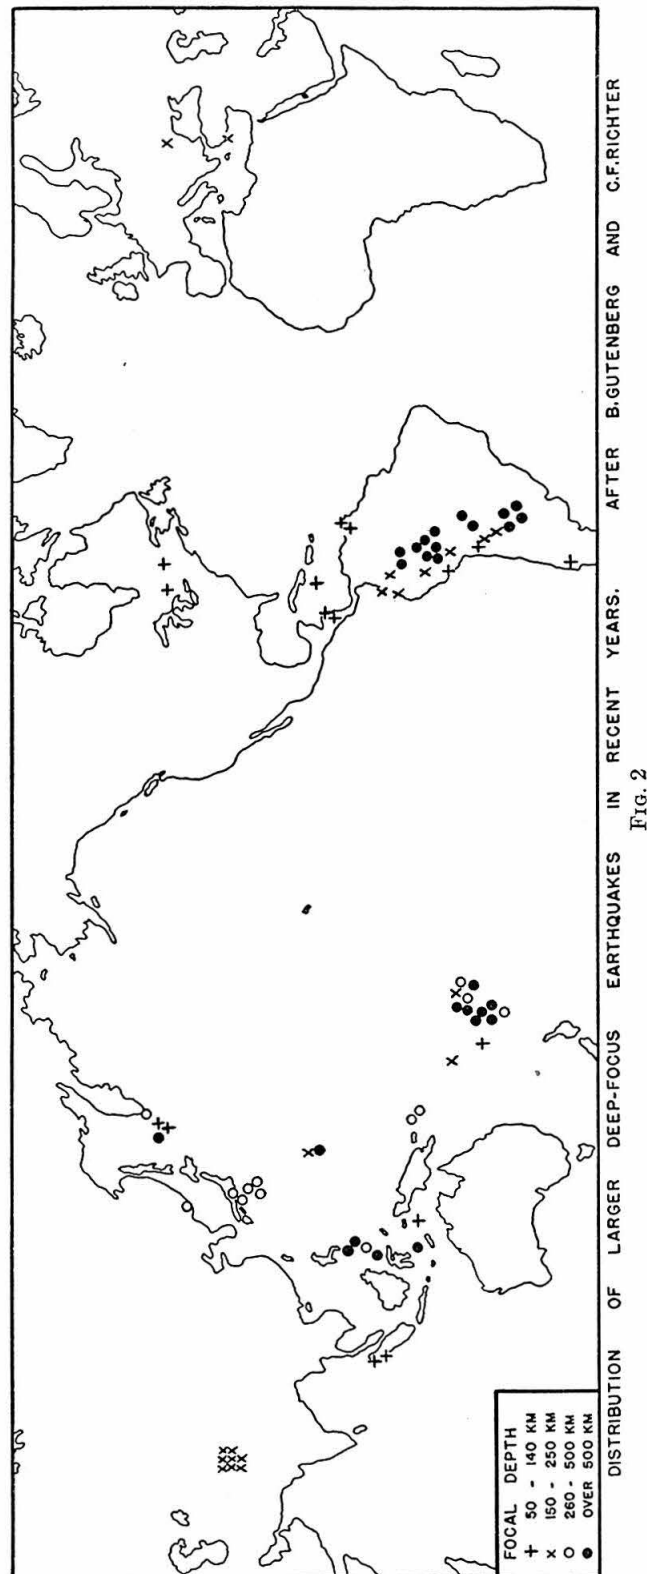 FOCAL DEPTH
+ 50 - 140 KM
x 150 - 250 KM
○ 260 - 500 KM
● OVER 500 KM
DISTRIBUTION OF LARGER DEEP-FOCUS EARTHQUAKES IN RECENT YEARS. AFTER B.GUTENBERG AND C.F.RICHTER
FIG. 2